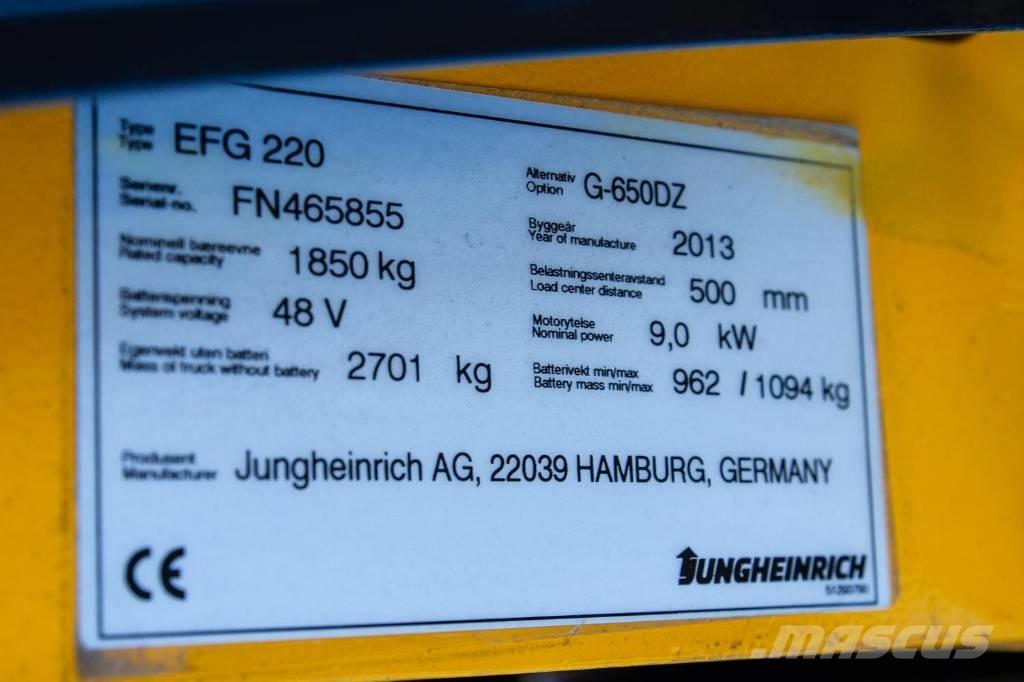 Type
Type EFG 220
Serienr.
Serial-no. FN465855
Nominell bæreevne
Rated capacity 1850 kg
Batterispenning
System voltage 48 V
Egenvekt uten batteri
Mass of truck without battery 2701 kg
Alternativ
Option G-650DZ
Byggeår
Year of manufacture 2013
Belastningssenteravstand
Load center distance 500 mm
Motorytelse
Nominal power 9,0 kW
Batterivekt min/max
Battery mass min/max 962 / 1094 kg
Produsent
Manufacturer Jungheinrich AG, 22039 HAMBURG, GERMANY
CE
JUNGHEINRICH
MASCUS